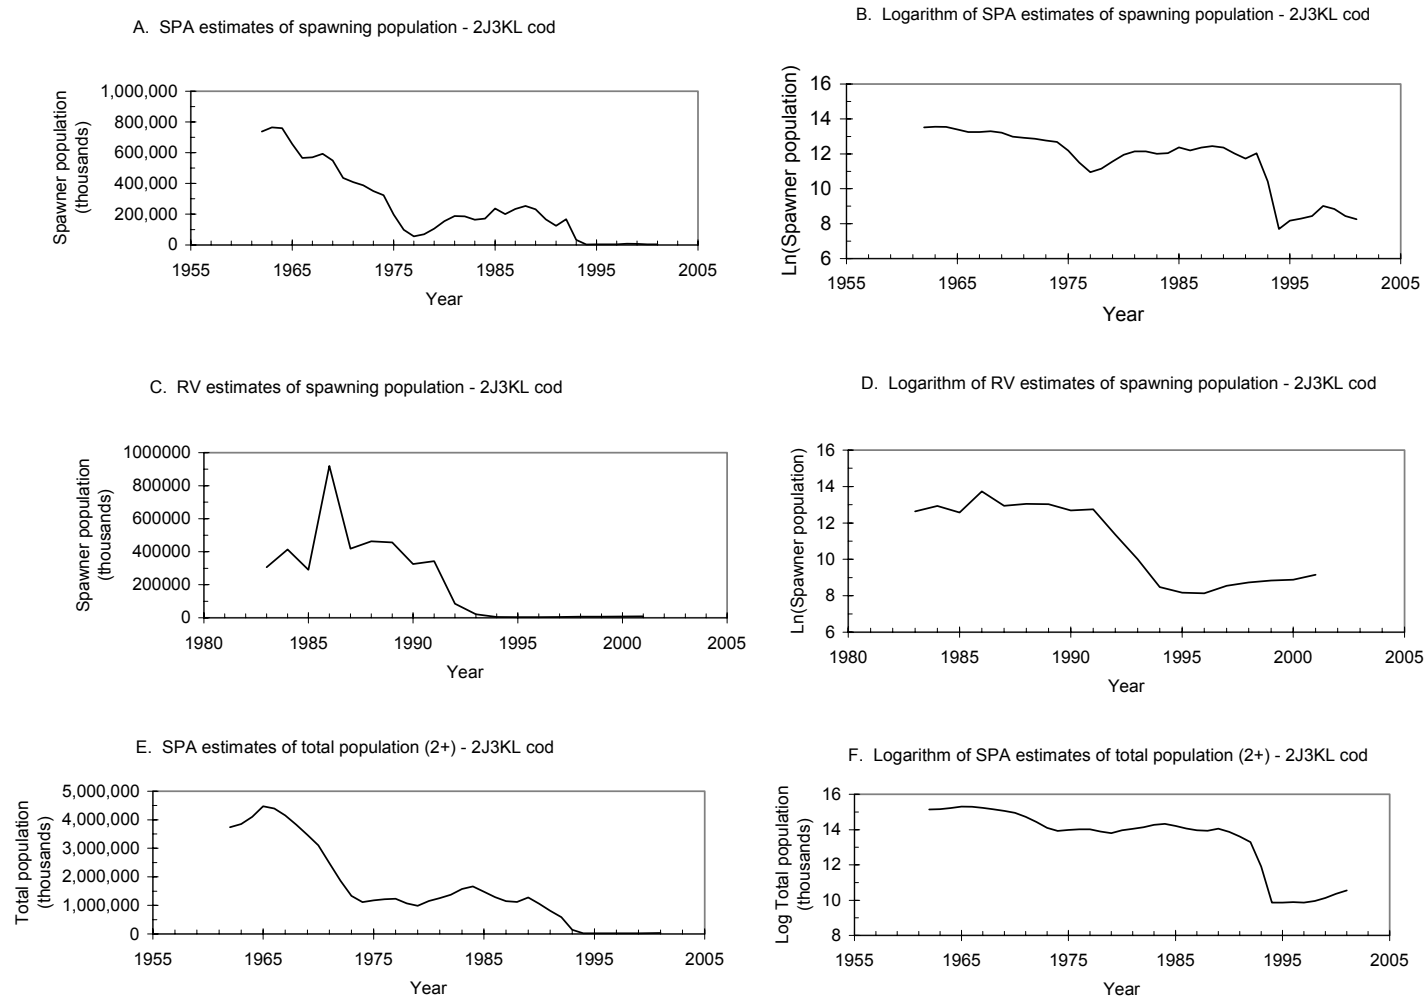 A. SPA estimates of spawning population - 2J3KL cod
Spawner population
(thousands)
1,000,000
800,000
600,000
400,000
200,000
0
1955 1965 1975 1985 1995 2005
Year
B. Logarithm of SPA estimates of spawning population - 2J3KL cod
Ln(Spawner population)
16
14
12
10
8
6
1955 1965 1975 1985 1995 2005
Year
C. RV estimates of spawning population - 2J3KL cod
Spawner population
(thousands)
1000000
800000
600000
400000
200000
0
1980 1985 1990 1995 2000 2005
Year
D. Logarithm of RV estimates of spawning population - 2J3KL cod
Ln(Spawner population)
16
14
12
10
8
6
1980 1985 1990 1995 2000 2005
Year
E. SPA estimates of total population (2+) - 2J3KL cod
Total population
(thousands)
5,000,000
4,000,000
3,000,000
2,000,000
1,000,000
0
1955 1965 1975 1985 1995 2005
Year
F. Logarithm of SPA estimates of total population (2+) - 2J3KL cod
Log Total population
(thousands)
16
14
12
10
8
1955 1965 1975 1985 1995 2005
Year